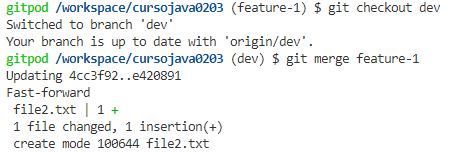 gitpod /workspace/cursojava0203 (feature-1) $ git checkout dev
Switched to branch 'dev'
Your branch is up to date with 'origin/dev'.
gitpod /workspace/cursojava0203 (dev) $ git merge feature-1
Updating 4cc3f92..e420891
Fast-forward
 file2.txt | 1 +
 1 file changed, 1 insertion(+)
 create mode 100644 file2.txt